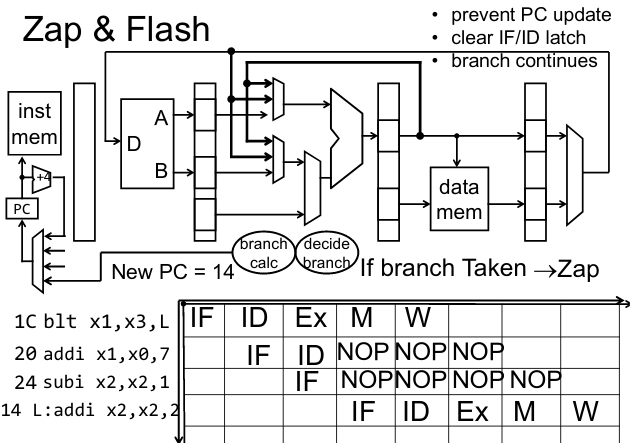 Zap & Flash
• prevent PC update
• clear IF/ID latch
• branch continues
inst
mem
+4
PC
A
D
B
data
mem
branch
calc
decide
branch
New PC = 14
If branch Taken →Zap
1C blt x1,x3,L IF ID Ex M W
20 addi x1,x0,7 IF ID NOP NOP NOP
24 subi x2,x2,1 IF NOP NOP NOP NOP
14 L:addi x2,x2,2 IF ID Ex M W